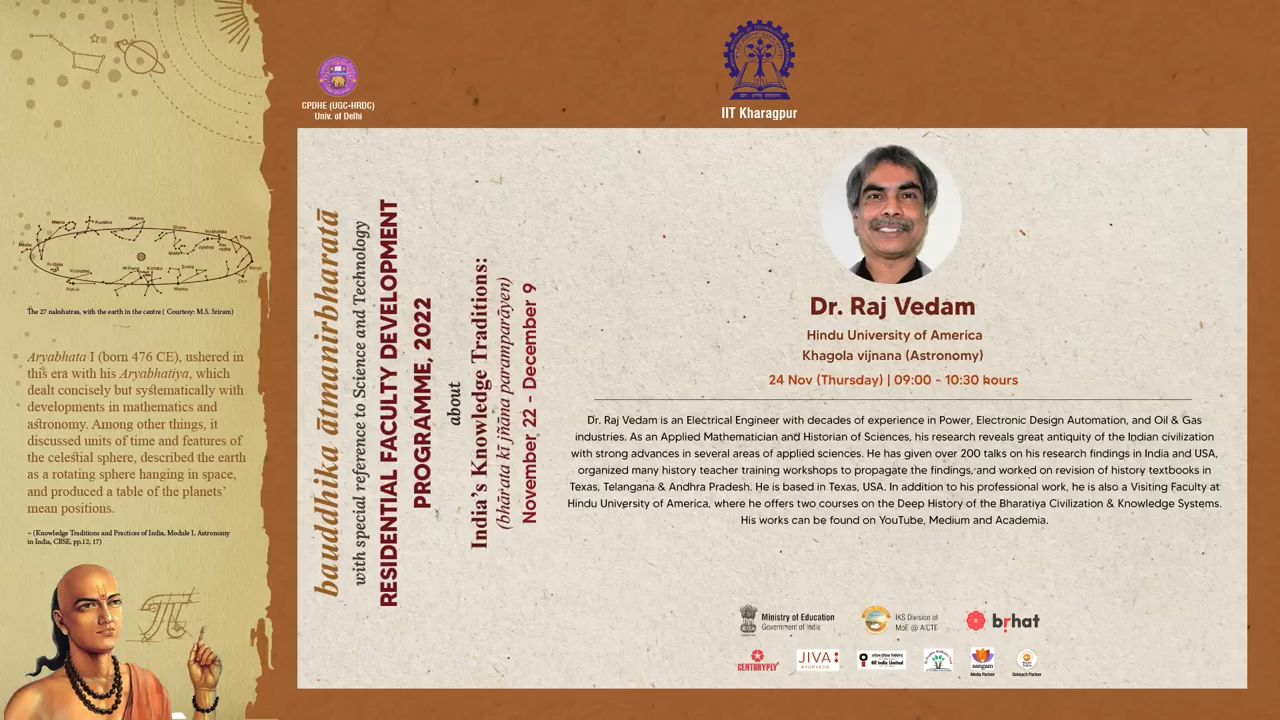 CPDHE (UGC-HRDC)
Univ. of Delhi
IIT Kharagpur
The 27 nakshatras, with the earth in the centre ( Courtesy: M.S. Sriram)
Aryabhata I (born 476 CE), ushered in
this era with his Aryabhatiya, which
dealt concisely but systematically with
developments in mathematics and
astronomy. Among other things, it
discussed units of time and features of
the celestial sphere, described the earth
as a rotating sphere hanging in space,
and produced a table of the planets’
mean positions.
– (Knowledge Traditions and Practices of India, Module I, Astronomy
in India, CBSE, pp.12, 17)
bauddhika ātmanirbharatā
with special reference to Science and Technology
RESIDENTIAL FACULTY DEVELOPMENT
PROGRAMME, 2022
about
India's Knowledge Traditions:
(bhārata kī jñāna paramparāyen)
November 22 - December 9
Dr. Raj Vedam
Hindu University of America
Khagola vijnana (Astronomy)
24 Nov (Thursday) | 09:00 - 10:30 hours
Dr. Raj Vedam is an Electrical Engineer with decades of experience in Power, Electronic Design Automation, and Oil & Gas
industries. As an Applied Mathematician and Historian of Sciences, his research reveals great antiquity of the Indian civilization
with strong advances in several areas of applied sciences. He has given over 200 talks on his research findings in India and USA,
organized many history teacher training workshops to propagate the findings, and worked on revision of history textbooks in
Texas, Telangana & Andhra Pradesh. He is based in Texas, USA. In addition to his professional work, he is also a Visiting Faculty at
Hindu University of America, where he offers two courses on the Deep History of the Bharatiya Civilization & Knowledge Systems.
His works can be found on YouTube, Medium and Academia.
Ministry of Education
Government of India
IKS Division of
MoE @ AICTE
brhat
CENTURYPLY
JIVA
AYURVEDA
Oil India Limited
sangam
Media Partner
Outreach Partner